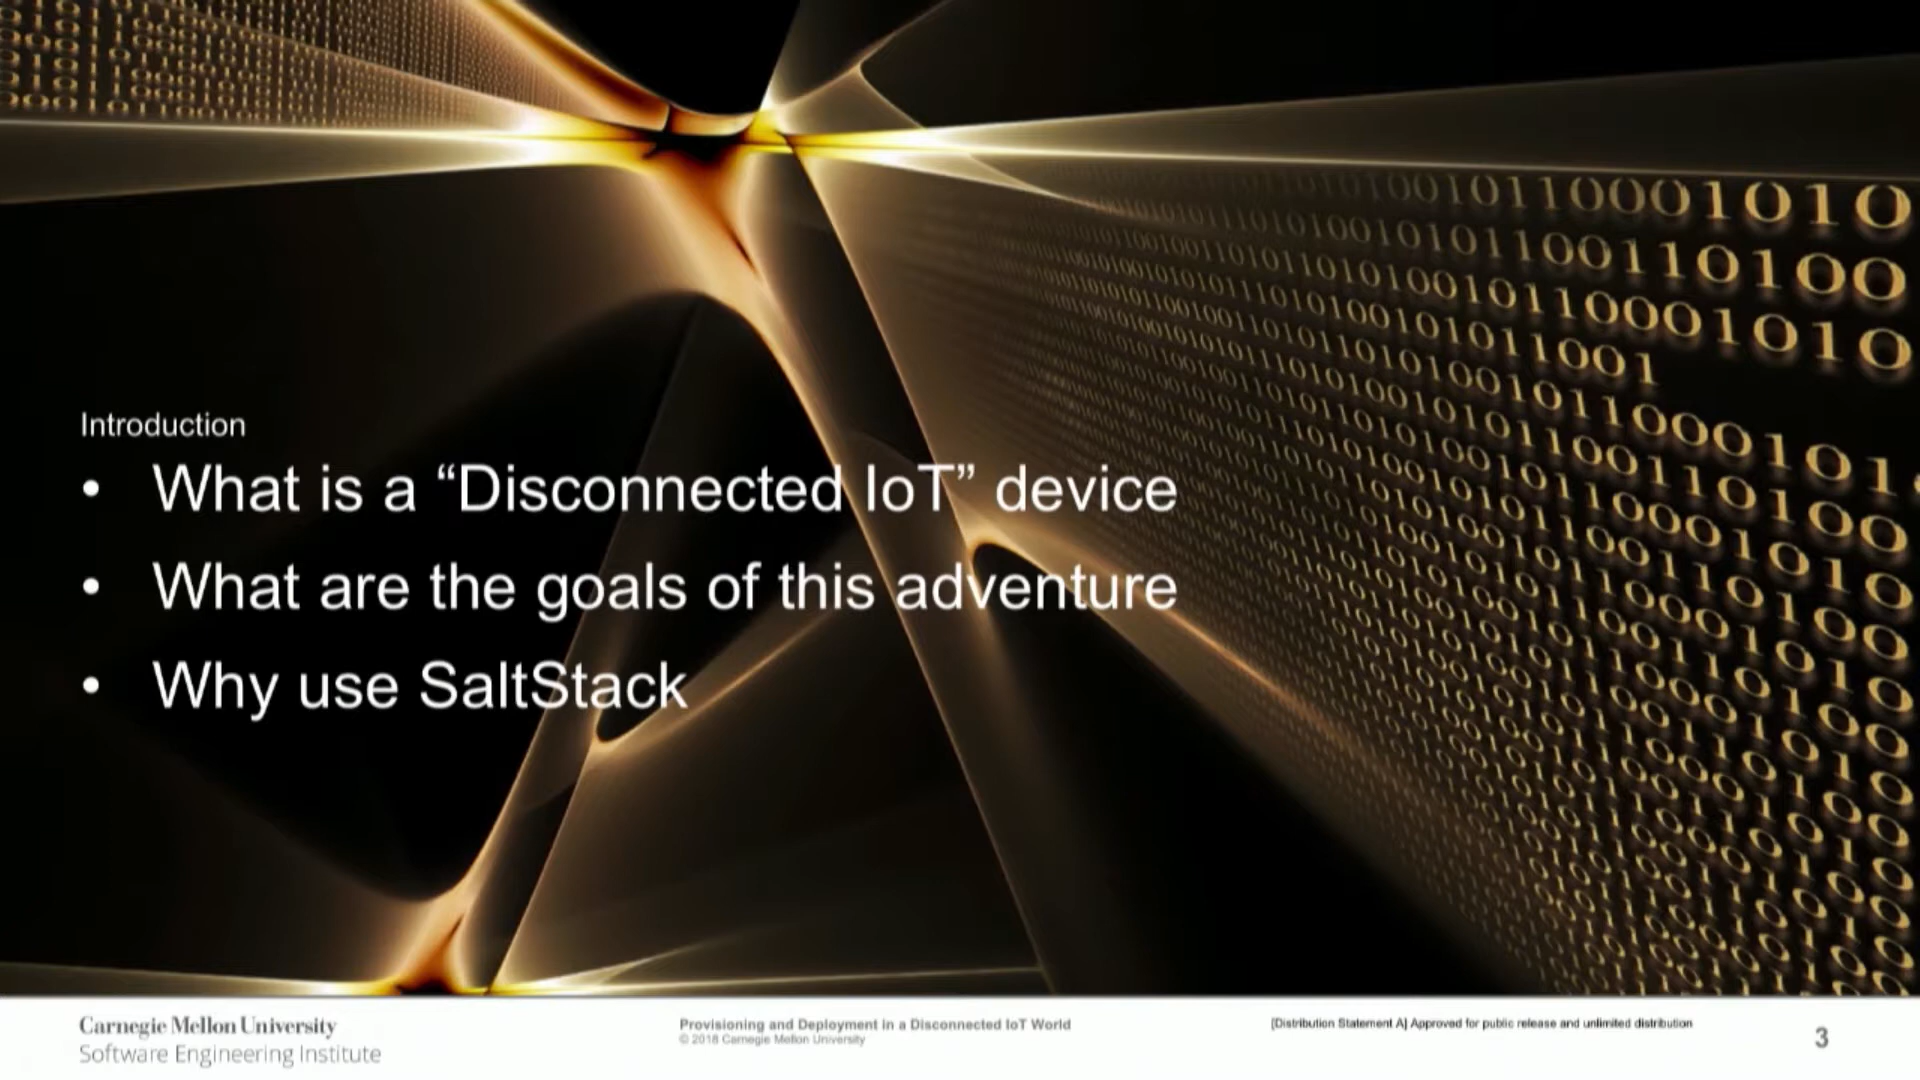 Introduction
• What is a “Disconnected IoT” device
• What are the goals of this adventure
• Why use SaltStack
Carnegie Mellon University
Software Engineering Institute
Provisioning and Deployment in a Disconnected IoT World
© 2018 Carnegie Mellon University
[Distribution Statement A] Approved for public release and unlimited distribution
3